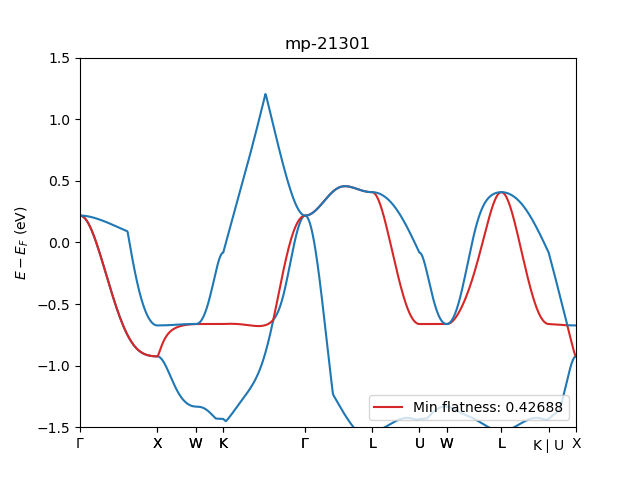 mp-21301
1.5
1.0
0.5
0.0
−0.5
−1.0
−1.5
E − E_F (eV)
Min flatness: 0.42688
Γ X W K Γ L U W L K | U X